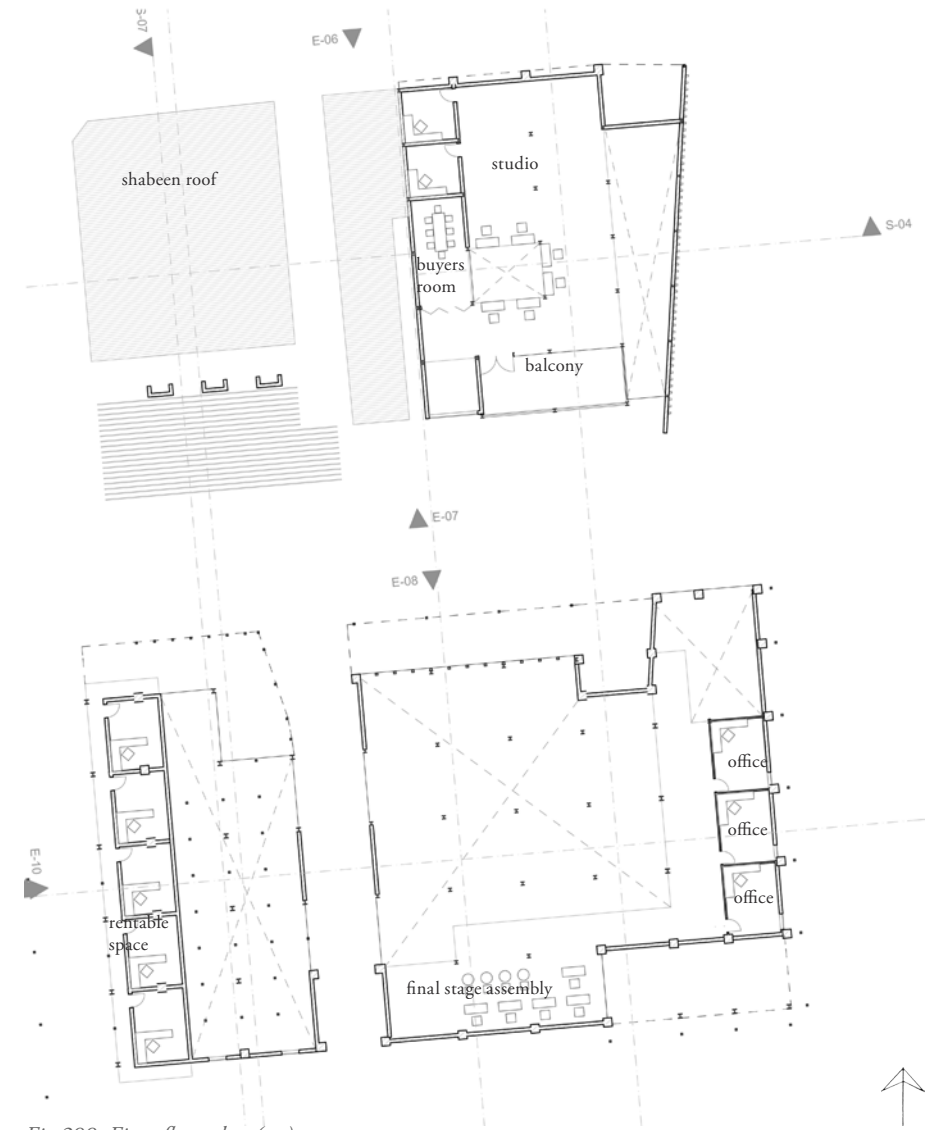 S-07
E-06
shabeen roof
studio
S-04
buyers
room
balcony
E-07
E-08
office
office
E-10
office
rentable
space
final stage assembly